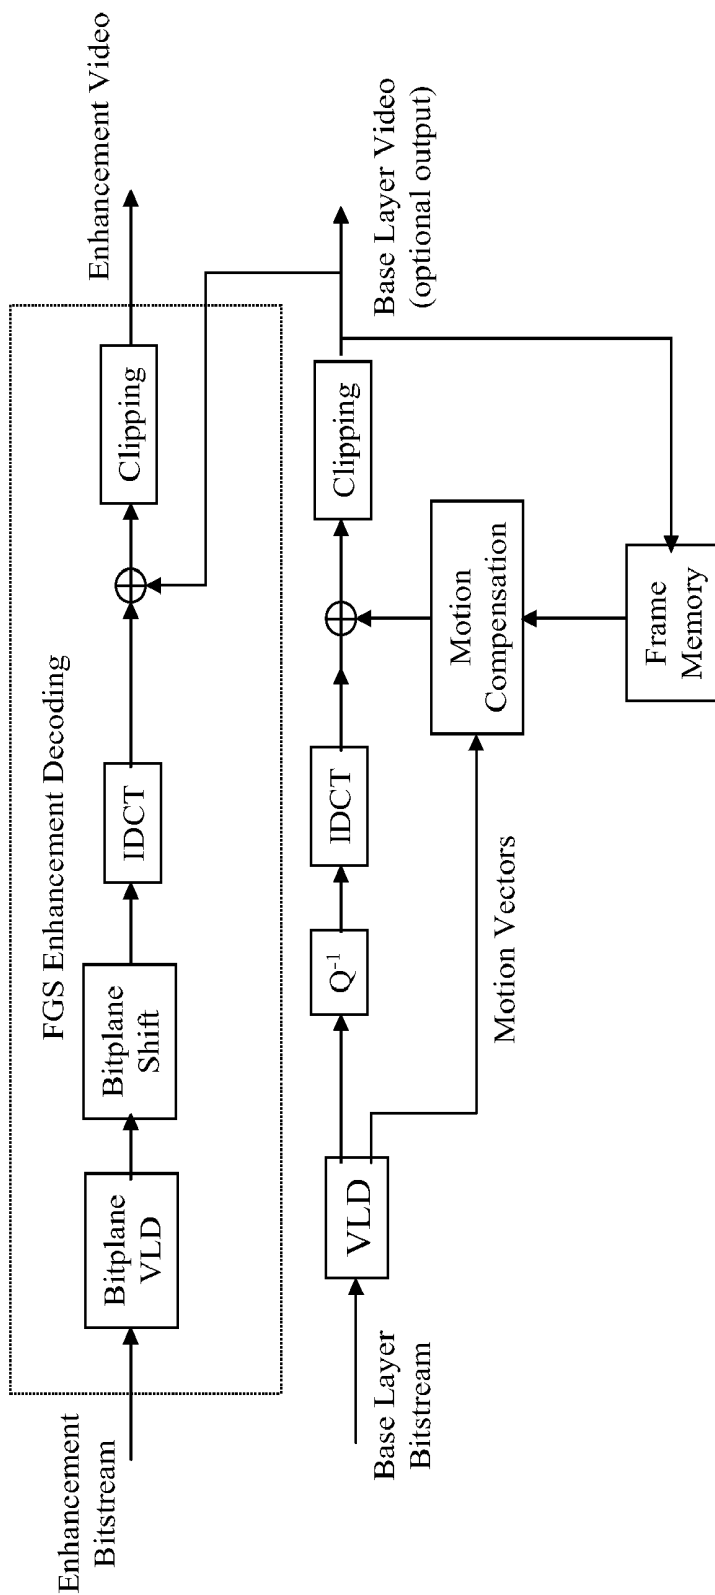 FGS Enhancement Decoding
Enhancement
Bitstream
Bitplane
VLD
Bitplane
Shift
IDCT
Clipping
Enhancement Video
Base Layer
Bitstream
VLD
Q⁻¹
IDCT
Clipping
Base Layer Video
(optional output)
Motion Vectors
Motion
Compensation
Frame
Memory